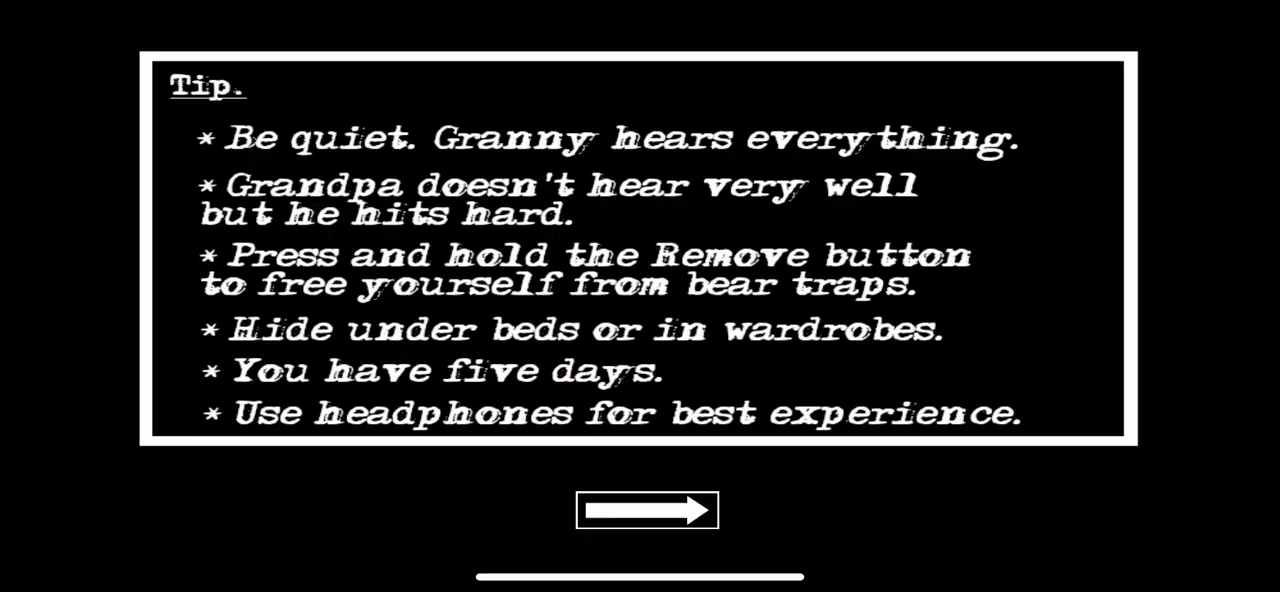 Tip.
* Be quiet. Granny hears everything.
* Grandpa doesn't hear very well
but he hits hard.
* Press and hold the Remove button
to free yourself from bear traps.
* Hide under beds or in wardrobes.
* You have five days.
* Use headphones for best experience.